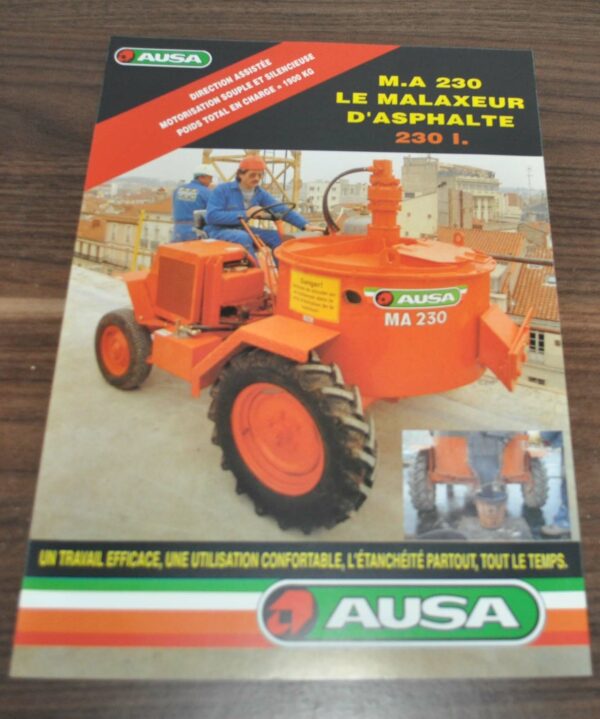 AUSA
DIRECTION ASSISTÉE
MOTORISATION SOUPLE ET SILENCIEUSE
POIDS TOTAL EN CHARGE = 1900 KG
M.A 230
LE MALAXEUR
D'ASPHALTE
230 l.
Danger!
AUSA
MA 230
UN TRAVAIL EFFICACE, UNE UTILISATION CONFORTABLE, L'ÉTANCHÉITÉ PARTOUT, TOUT LE TEMPS.
AUSA